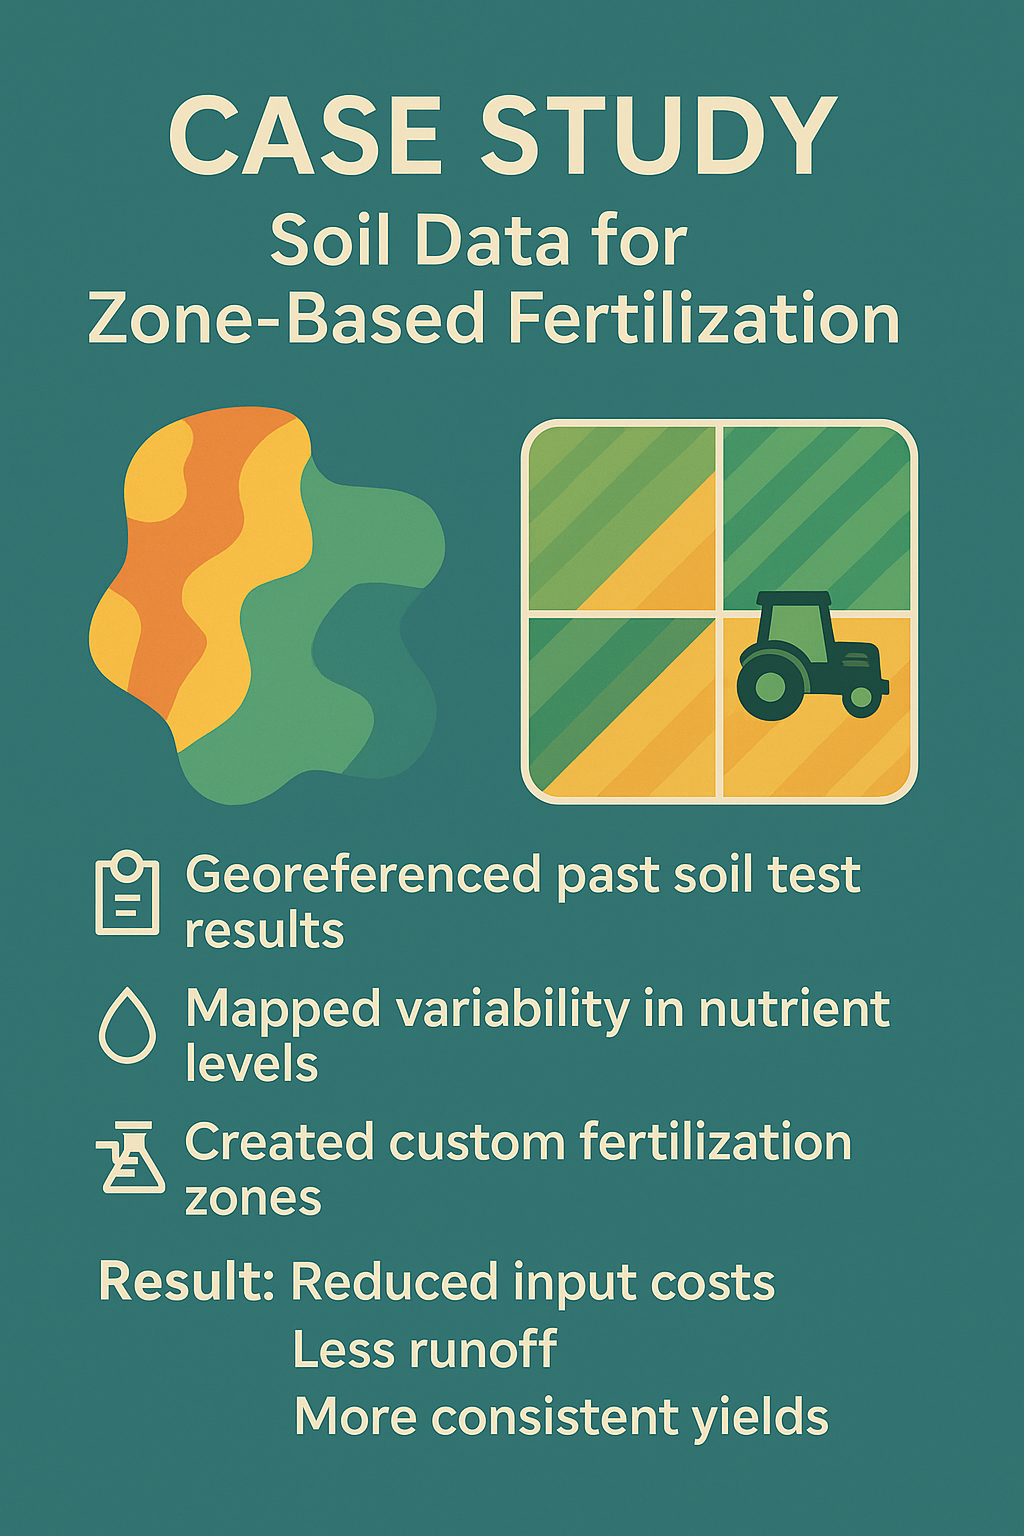 CASE STUDY
Soil Data for
Zone-Based Fertilization
Georeferenced past soil test
results
Mapped variability in nutrient
levels
Created custom fertilization
zones
Result: Reduced input costs
Less runoff
More consistent yields